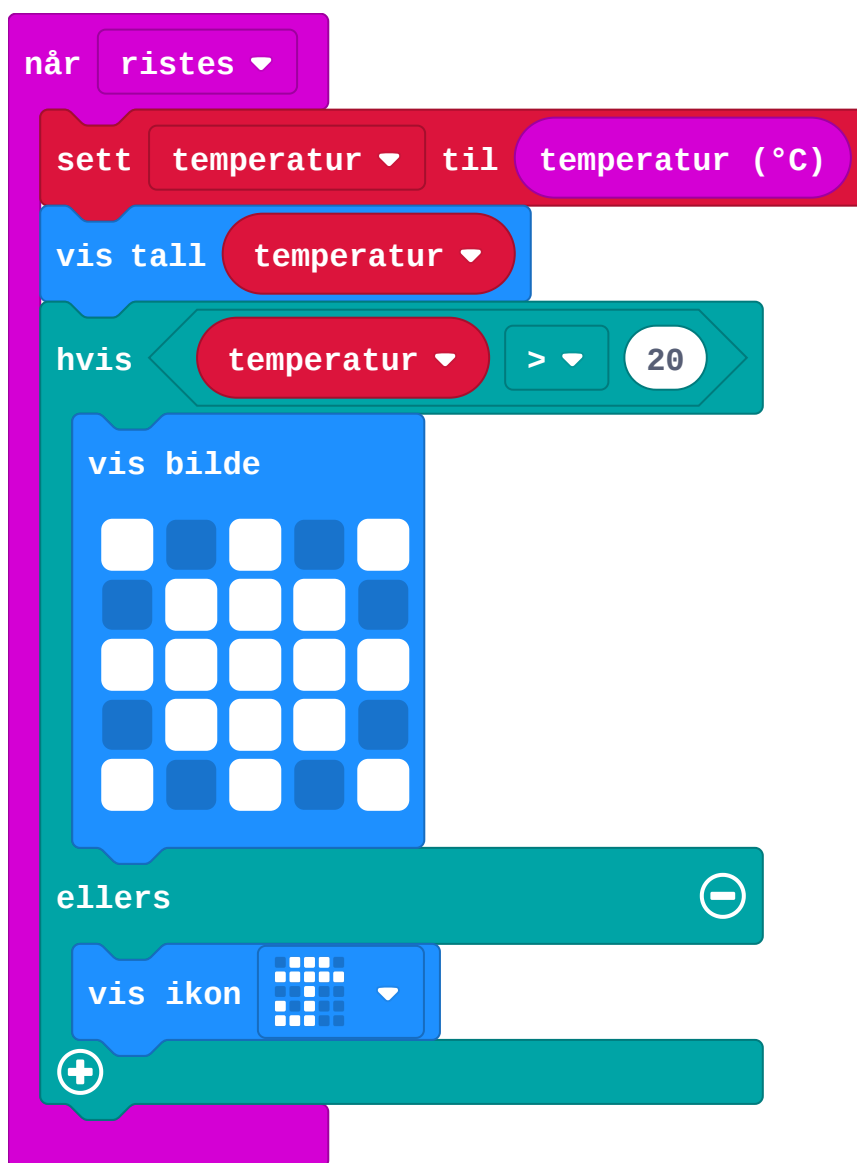 når ristes
sett temperatur til temperatur (°C)
vis tall temperatur
hvis temperatur > 20
vis bilde
ellers
vis ikon